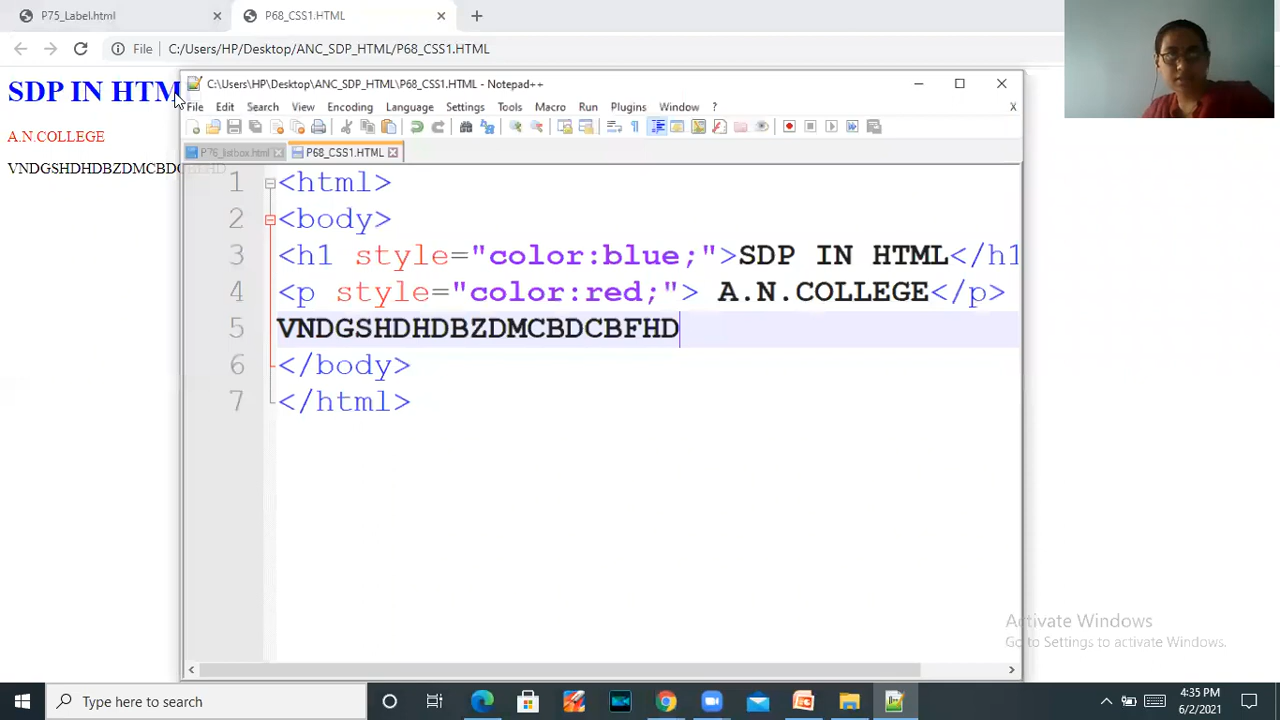 P75_Label.html
P68_CSS1.HTML
File C:/Users/HP/Desktop/ANC_SDP_HTML/P68_CSS1.HTML
SDP IN HTM
A.N.COLLEGE
VNDGSHDHDBZDMCBDCBFHD
C:\Users\HP\Desktop\ANC_SDP_HTML\P68_CSS1.HTML - Notepad++
File Edit Search View Encoding Language Settings Tools Macro Run Plugins Window ? X
P76_listbox.html P68_CSS1.HTML
1 <html>
2 <body>
3 <h1 style="color:blue;">SDP IN HTML</h1
4 <p style="color:red;"> A.N.COLLEGE</p>
5 VNDGSHDHDBZDMCBDCBFHD
6 </body>
7 </html>
Activate Windows
Go to Settings to activate Windows.
Type here to search
4:35 PM
6/2/2021